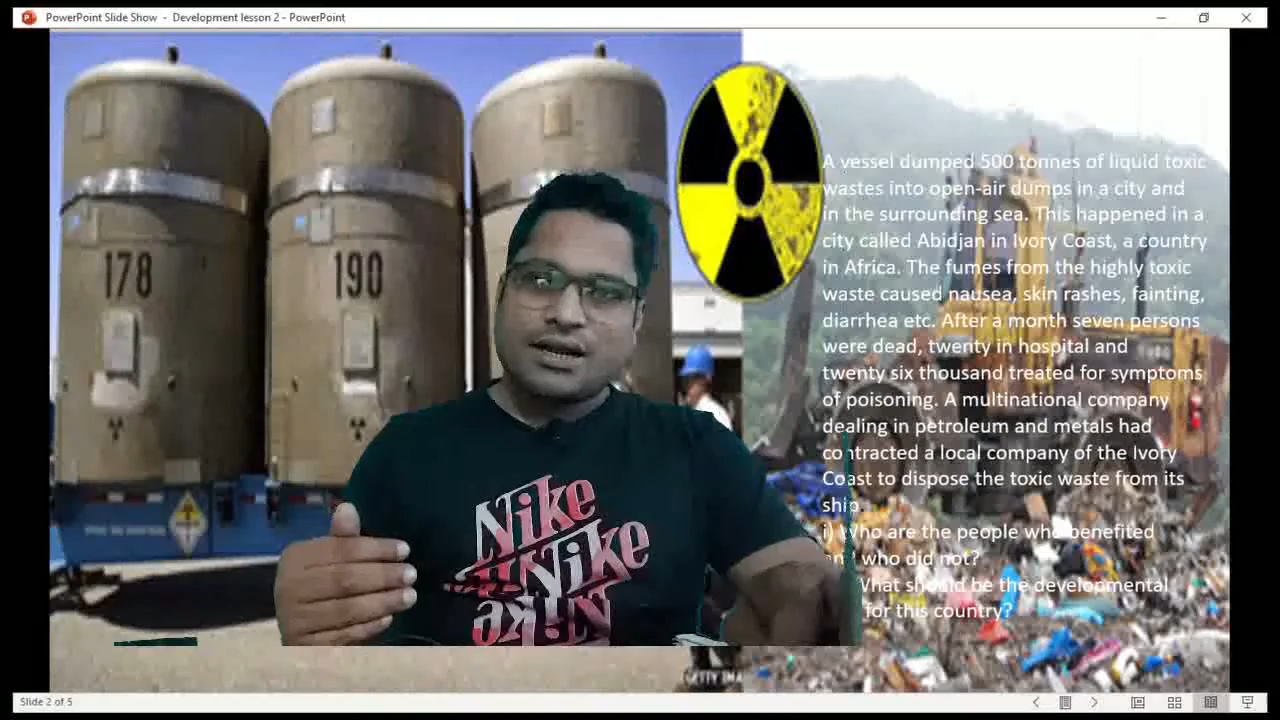 PowerPoint Slide Show - Development lesson 2 - PowerPoint
178
190
A vessel dumped 500 tonnes of liquid toxic
wastes into open-air dumps in a city and
in the surrounding sea. This happened in a
city called Abidjan in Ivory Coast, a country
in Africa. The fumes from the highly toxic
waste caused nausea, skin rashes, fainting,
diarrhea etc. After a month seven persons
were dead, twenty in hospital and
twenty six thousand treated for symptoms
of poisoning. A multinational company
dealing in petroleum and metals had
contracted a local company of the Ivory
Coast to dispose the toxic waste from its
ship
i) Who are the people who benefited
who did not?
What should be the developmental
for this country?
Nike
Nike
Nike
Slide 2 of 5